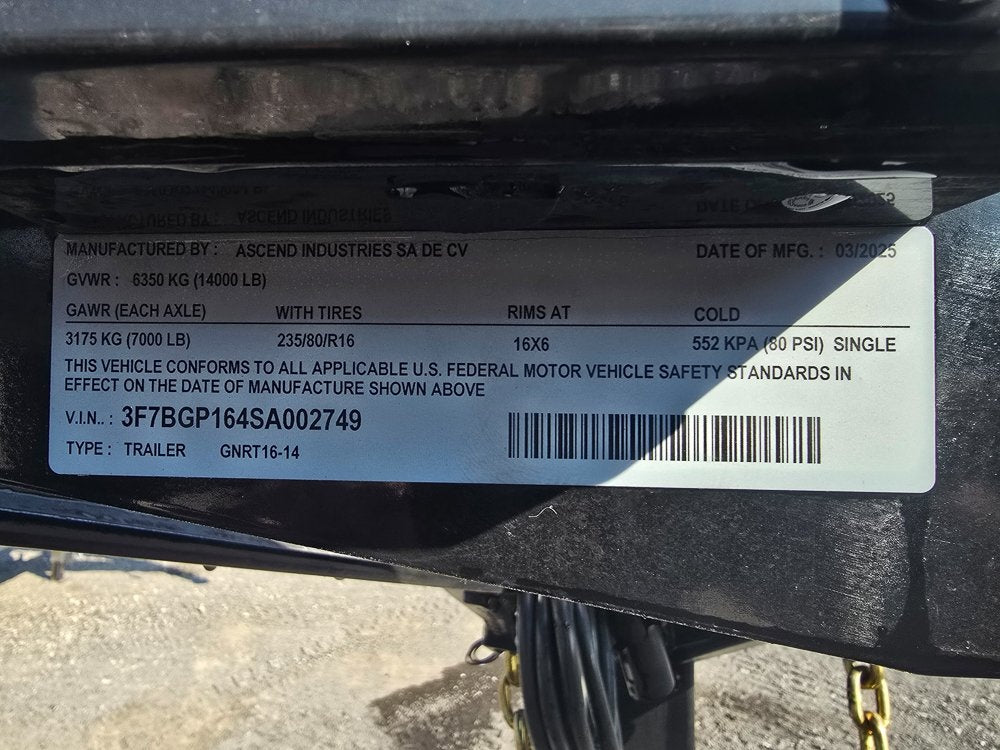 MANUFACTURED BY : ASCEND INDUSTRIES SA DE CV DATE OF MFG. : 03/2025
GVWR : 6350 KG (14000 LB)
GAWR (EACH AXLE) WITH TIRES RIMS AT COLD
3175 KG (7000 LB) 235/80/R16 16X6 552 KPA (80 PSI) SINGLE
THIS VEHICLE CONFORMS TO ALL APPLICABLE U.S. FEDERAL MOTOR VEHICLE SAFETY STANDARDS IN
EFFECT ON THE DATE OF MANUFACTURE SHOWN ABOVE
V.I.N.. : 3F7BGP164SA002749
TYPE : TRAILER GNRT16-14